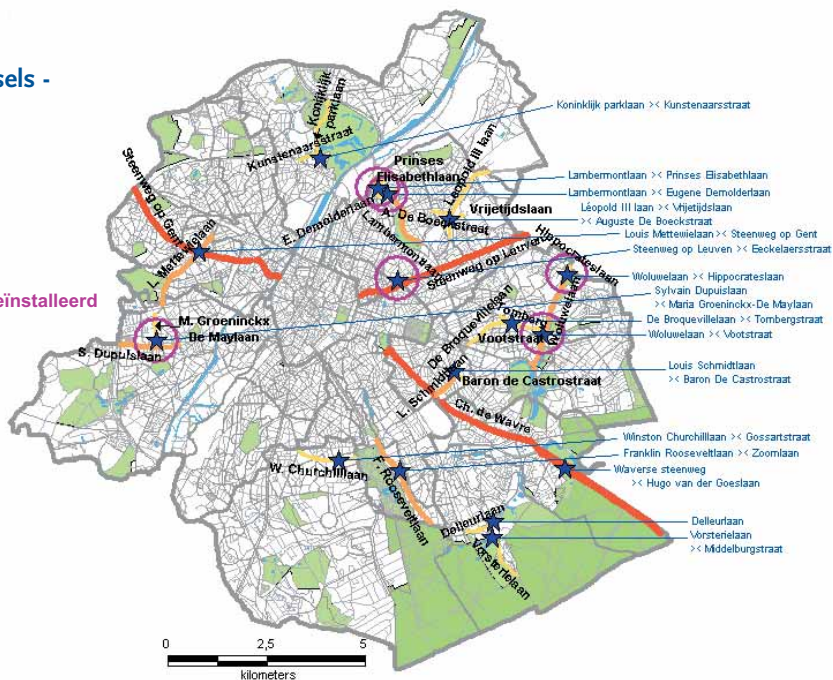 sels -
eïnstalleerd
Koninklijk
parklaan
Kunstenaarsstraat
Steenweg op Gent
L. Mettewielaan
Prinses
Elisabethlaan
E. Demolderlaan
Lambermontlaan
A. De Boeckstraat
Leopold III laan
Vrijetijdslaan
Steenweg op Leuven
Hippocrateslaan
Woluwelaan
De Broquevillelaan
Tomberg
Vootstraat
M. Groeninckx
De Maylaan
S. Dupuislaan
L. Schmidtlaan
Baron de Castrostraat
Ch. de Wavre
W. Churchilllaan
F. Rooseveltlaan
Delleurlaan
Vorsterielaan
Koninklijk parklaan >< Kunstenaarsstraat
Lambermontlaan >< Prinses Elisabethlaan
Lambermontlaan >< Eugene Demolderlaan
Léopold III laan >< Vrijetijdslaan
>< Auguste De Boeckstraat
Louis Mettewielaan >< Steenweg op Gent
Steenweg op Leuven >< Eeckelaersstraat
Woluwelaan >< Hippocrateslaan
Sylvain Dupuislaan
>< Maria Groeninckx-De Maylaan
De Broquevillelaan >< Tombergstraat
Woluwelaan >< Vootstraat
Louis Schmidtlaan
>< Baron De Castrostraat
Winston Churchilllaan >< Gossartstraat
Franklin Rooseveltlaan >< Zoomlaan
Waverse steenweg
>< Hugo van der Goeslaan
Delleurlaan
Vorsterielaan
>< Middelburgstraat
0 2,5 5
kilometers